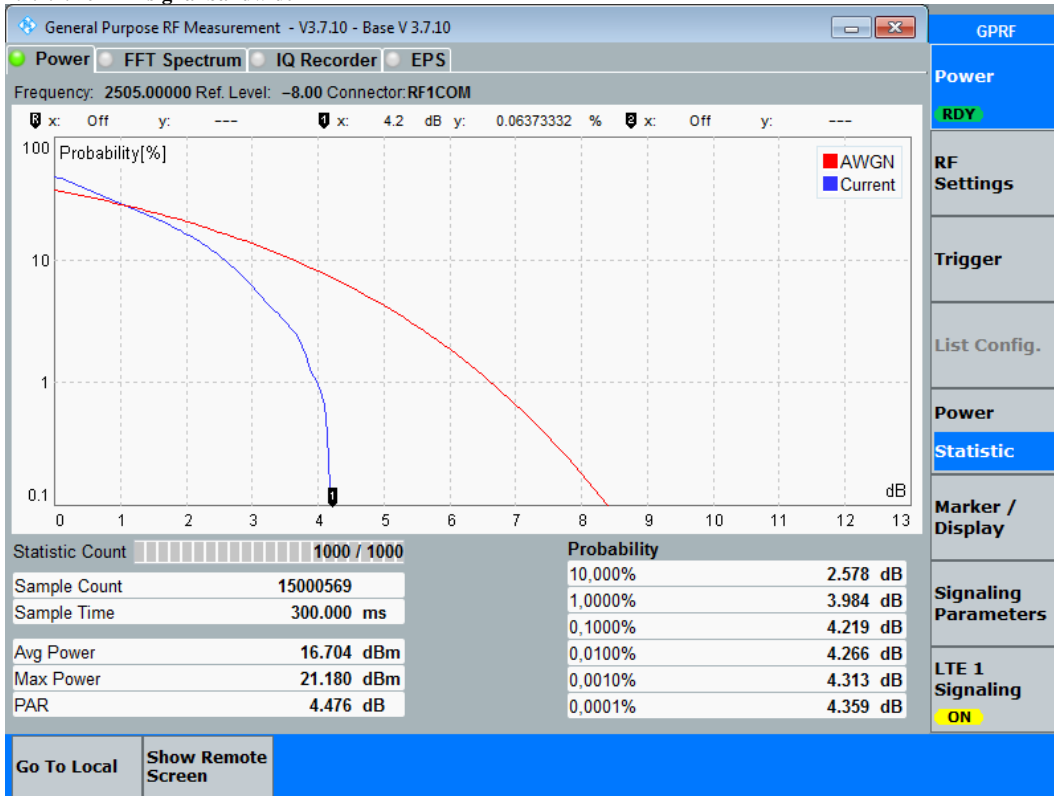 General Purpose RF Measurement - V3.7.10 - Base V 3.7.10
GPRF
Power FFT Spectrum IQ Recorder EPS
Frequency: 2505.00000 Ref. Level: -8.00 Connector:RF1COM
R x: Off y: --- 1 x: 4.2 dB y: 0.06373332 % 2 x: Off y: ---
100 Probability[%]
AWGN
Current
10
1
0.1
1
dB
0 1 2 3 4 5 6 7 8 9 10 11 12 13
Statistic Count 1000 / 1000
Sample Count 15000569
Sample Time 300.000 ms
Avg Power 16.704 dBm
Max Power 21.180 dBm
PAR 4.476 dB
Probability
10,000% 2.578 dB
1,0000% 3.984 dB
0,1000% 4.219 dB
0,0100% 4.266 dB
0,0010% 4.313 dB
0,0001% 4.359 dB
Power
RDY
RF
Settings
Trigger
List Config.
Power
Statistic
Marker /
Display
Signaling
Parameters
LTE 1
Signaling
ON
Go To Local
Show Remote
Screen